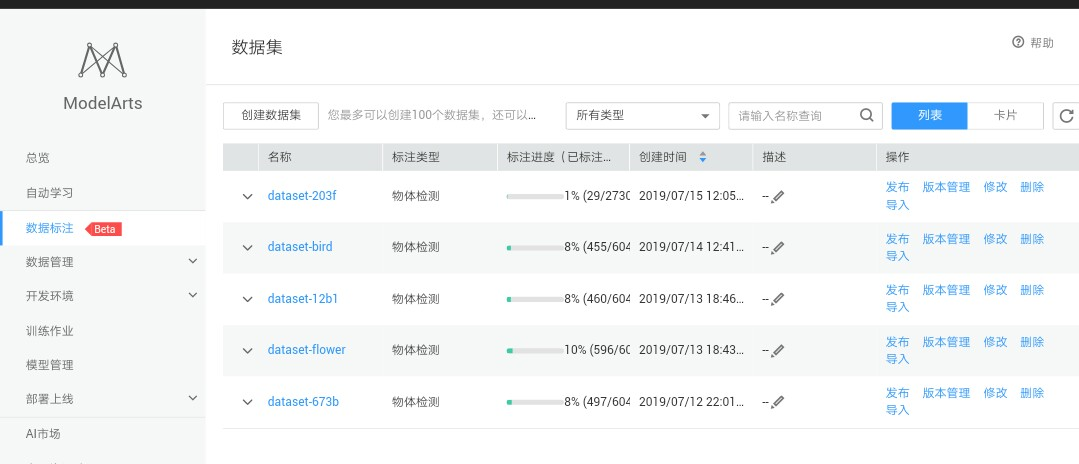 ModelArts
总览
自动学习
数据标注 Beta
数据管理
开发环境
训练作业
模型管理
部署上线
AI市场
数据集
帮助
创建数据集 您最多可以创建100个数据集，还可以... 所有类型 请输入名称查询 列表 卡片
名称 标注类型 标注进度（已标注... 创建时间 描述 操作
dataset-203f 物体检测 1% (29/2730 2019/07/15 12:05... -- 发布 版本管理 修改 删除
导入
dataset-bird 物体检测 8% (455/604 2019/07/14 12:41... -- 发布 版本管理 修改 删除
导入
dataset-12b1 物体检测 8% (460/604 2019/07/13 18:46... -- 发布 版本管理 修改 删除
导入
dataset-flower 物体检测 10% (596/60 2019/07/13 18:43... -- 发布 版本管理 修改 删除
导入
dataset-673b 物体检测 8% (497/604 2019/07/12 22:01... -- 发布 版本管理 修改 删除
导入